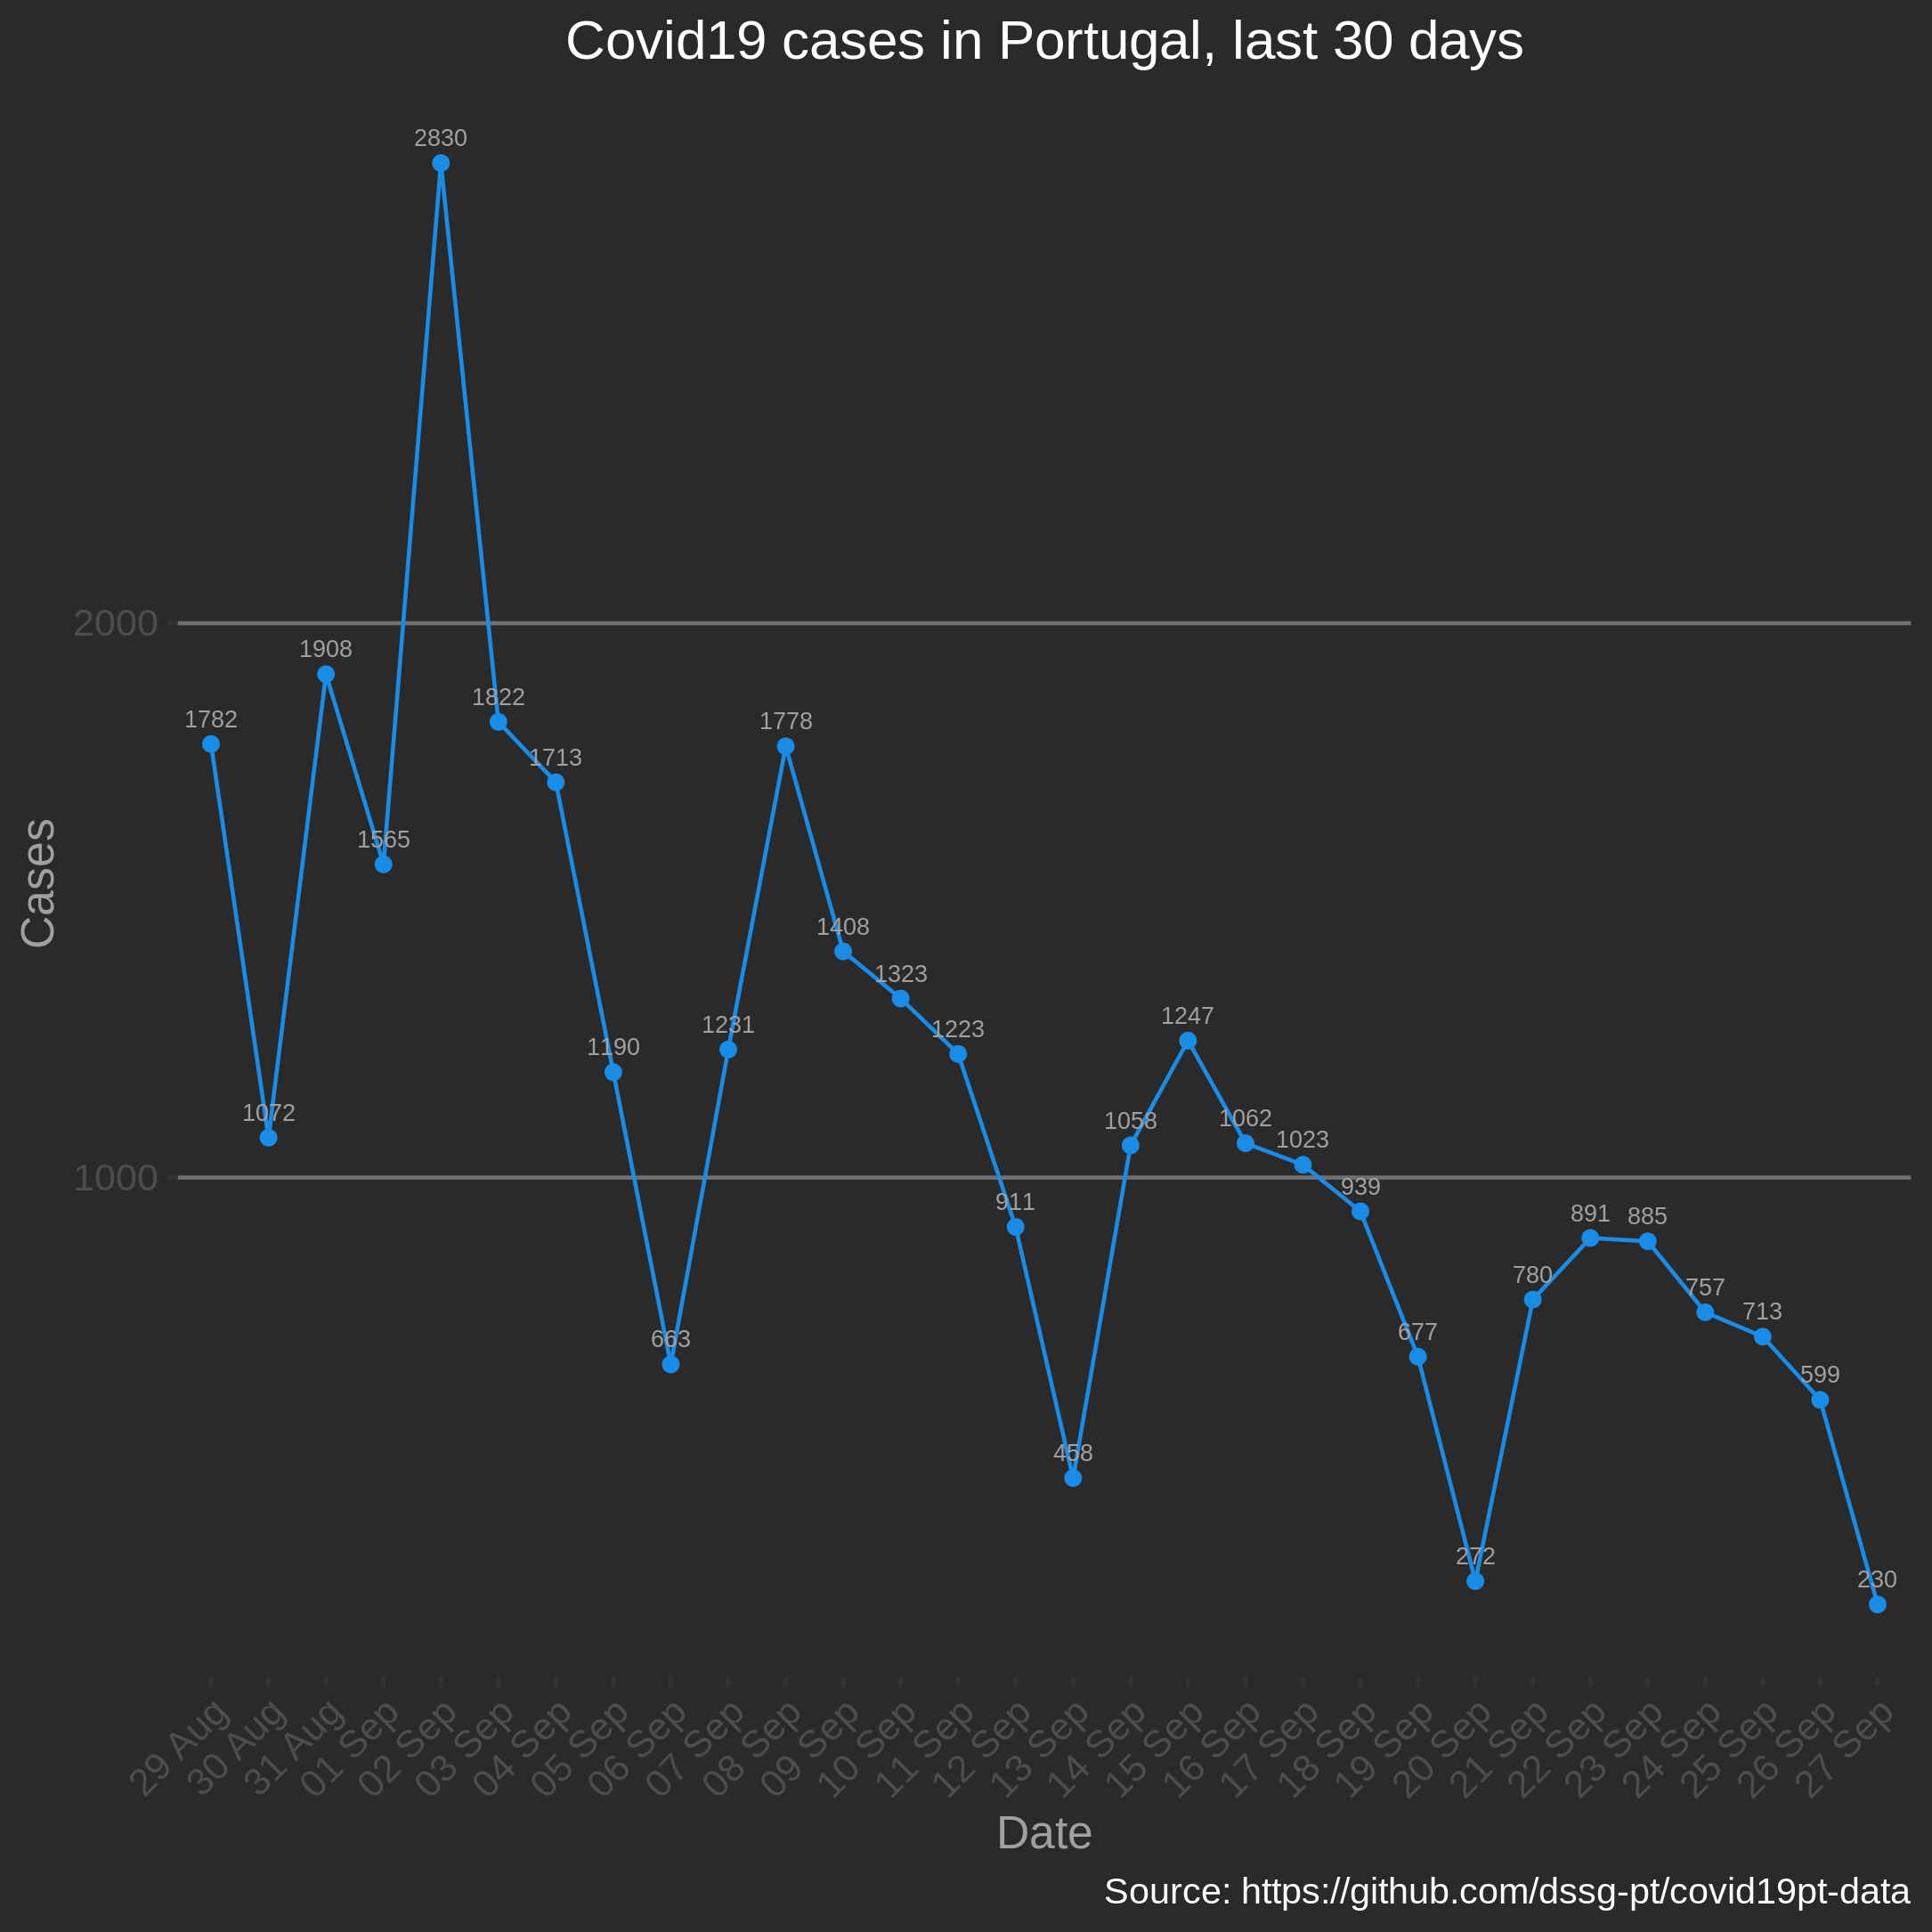 Covid19 cases in Portugal, last 30 days
2830
2000
1908
1822
1782
1778
1713
1565
1408
1323
1247
1231
1223
1190
1072
1058
1062
1023
1000
939
911
891
885
780
757
713
663
677
599
458
272
230
Cases
29 Aug
30 Aug
31 Aug
01 Sep
02 Sep
03 Sep
04 Sep
05 Sep
06 Sep
07 Sep
08 Sep
09 Sep
10 Sep
11 Sep
12 Sep
13 Sep
14 Sep
15 Sep
16 Sep
17 Sep
18 Sep
19 Sep
20 Sep
21 Sep
22 Sep
23 Sep
24 Sep
25 Sep
26 Sep
27 Sep
Date
Source: https://github.com/dssg-pt/covid19pt-data